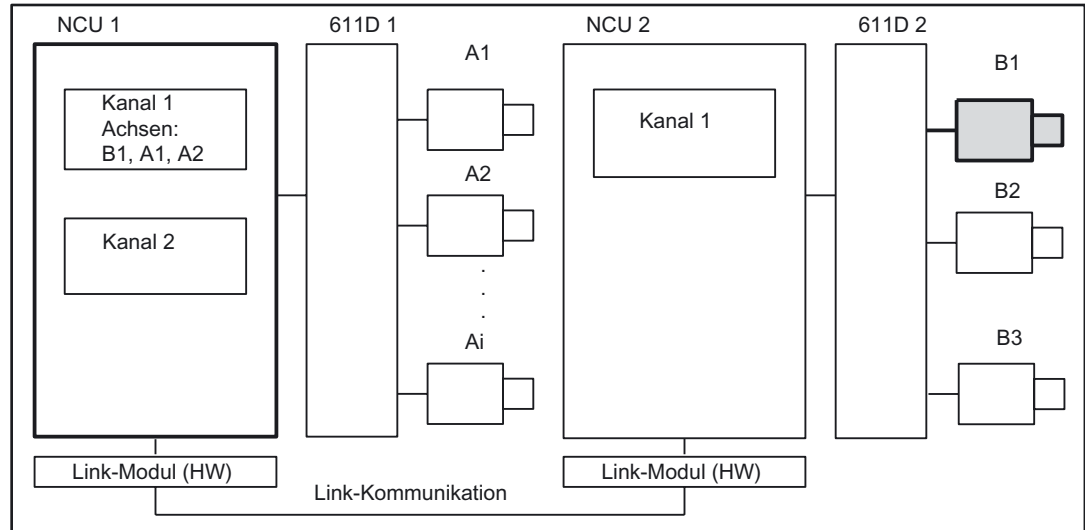 NCU 1
611D 1
NCU 2
611D 2
A1
B1
Kanal 1
Achsen:
B1, A1, A2
Kanal 1
A2
B2
Kanal 2
.
.
.
Ai
B3
Link-Modul (HW)
Link-Modul (HW)
Link-Kommunikation